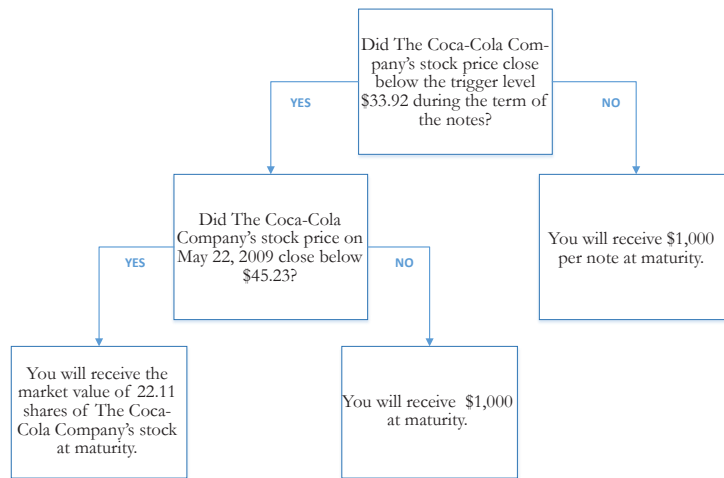 Did The Coca-Cola Com-
pany's stock price close
below the trigger level
$33.92 during the term of
the notes?
YES
NO
Did The Coca-Cola
Company's stock price on
May 22, 2009 close below
$45.23?
You will receive $1,000
per note at maturity.
YES
NO
You will receive the
market value of 22.11
shares of The Coca-
Cola Company's stock
at maturity.
You will receive $1,000
at maturity.